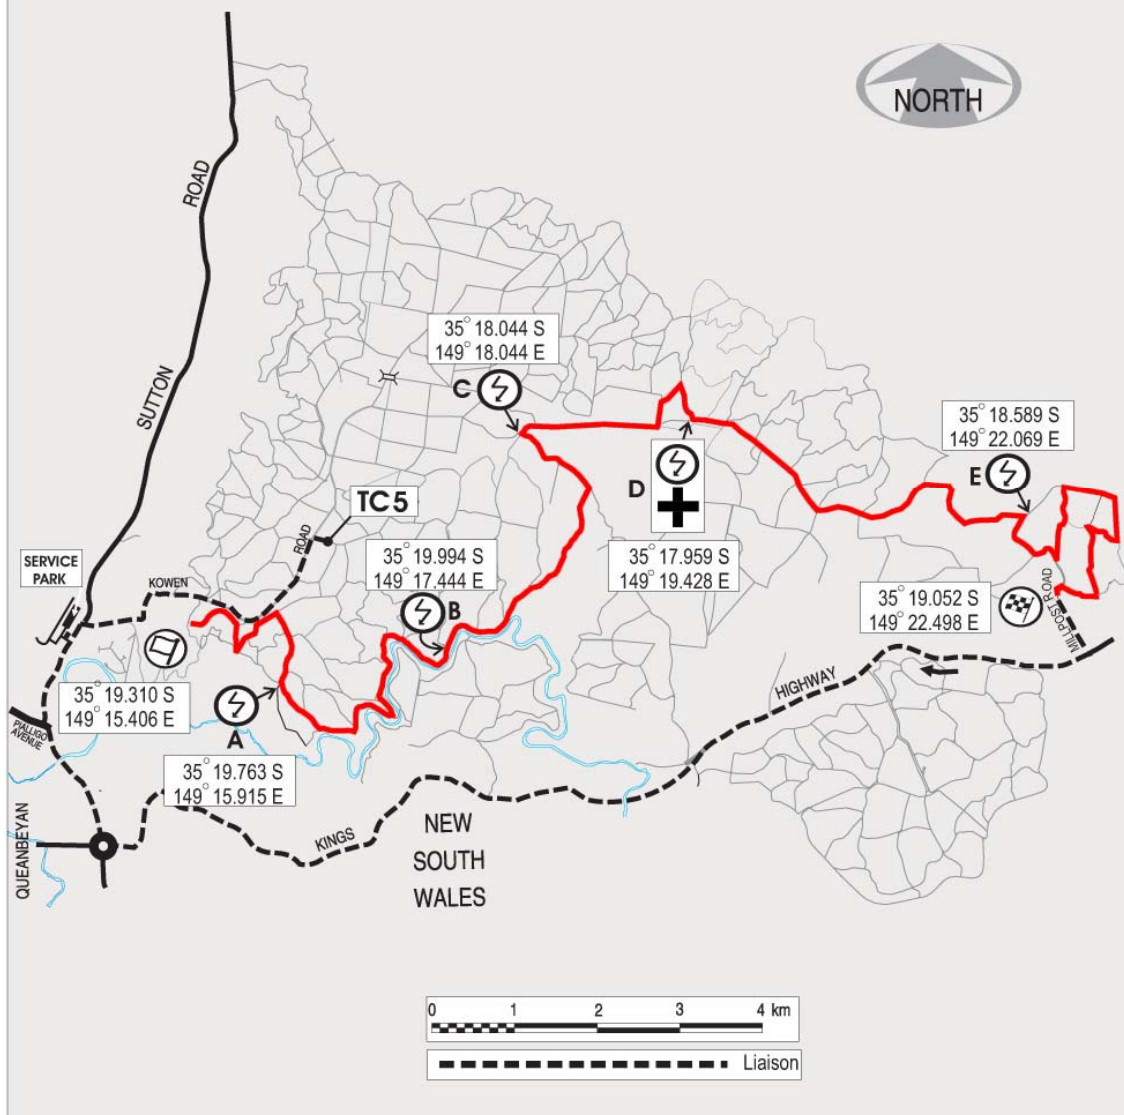 NORTH
ROAD
SUTTON
35° 18.044 S
149° 18.044 E
C
35° 18.589 S
149° 22.069 E
E
D
TC5
ROAD
35° 19.994 S
149° 17.444 E
B
35° 17.959 S
149° 19.428 E
SERVICE
PARK
KOWEN
35° 19.052 S
149° 22.498 E
MILLPOST ROAD
HIGHWAY
35° 19.310 S
149° 15.406 E
PIALLIGO
AVENUE
A
35° 19.763 S
149° 15.915 E
QUEANBEYAN
KINGS
NEW
SOUTH
WALES
0 1 2 3 4 km
Liaison